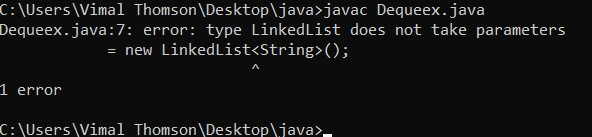 C:\Users\Vimal Thomson\Desktop\java>javac Dequeex.java
Dequeex.java:7: error: type LinkedList does not take parameters
= new LinkedList<String>();
^
1 error
C:\Users\Vimal Thomson\Desktop\java>